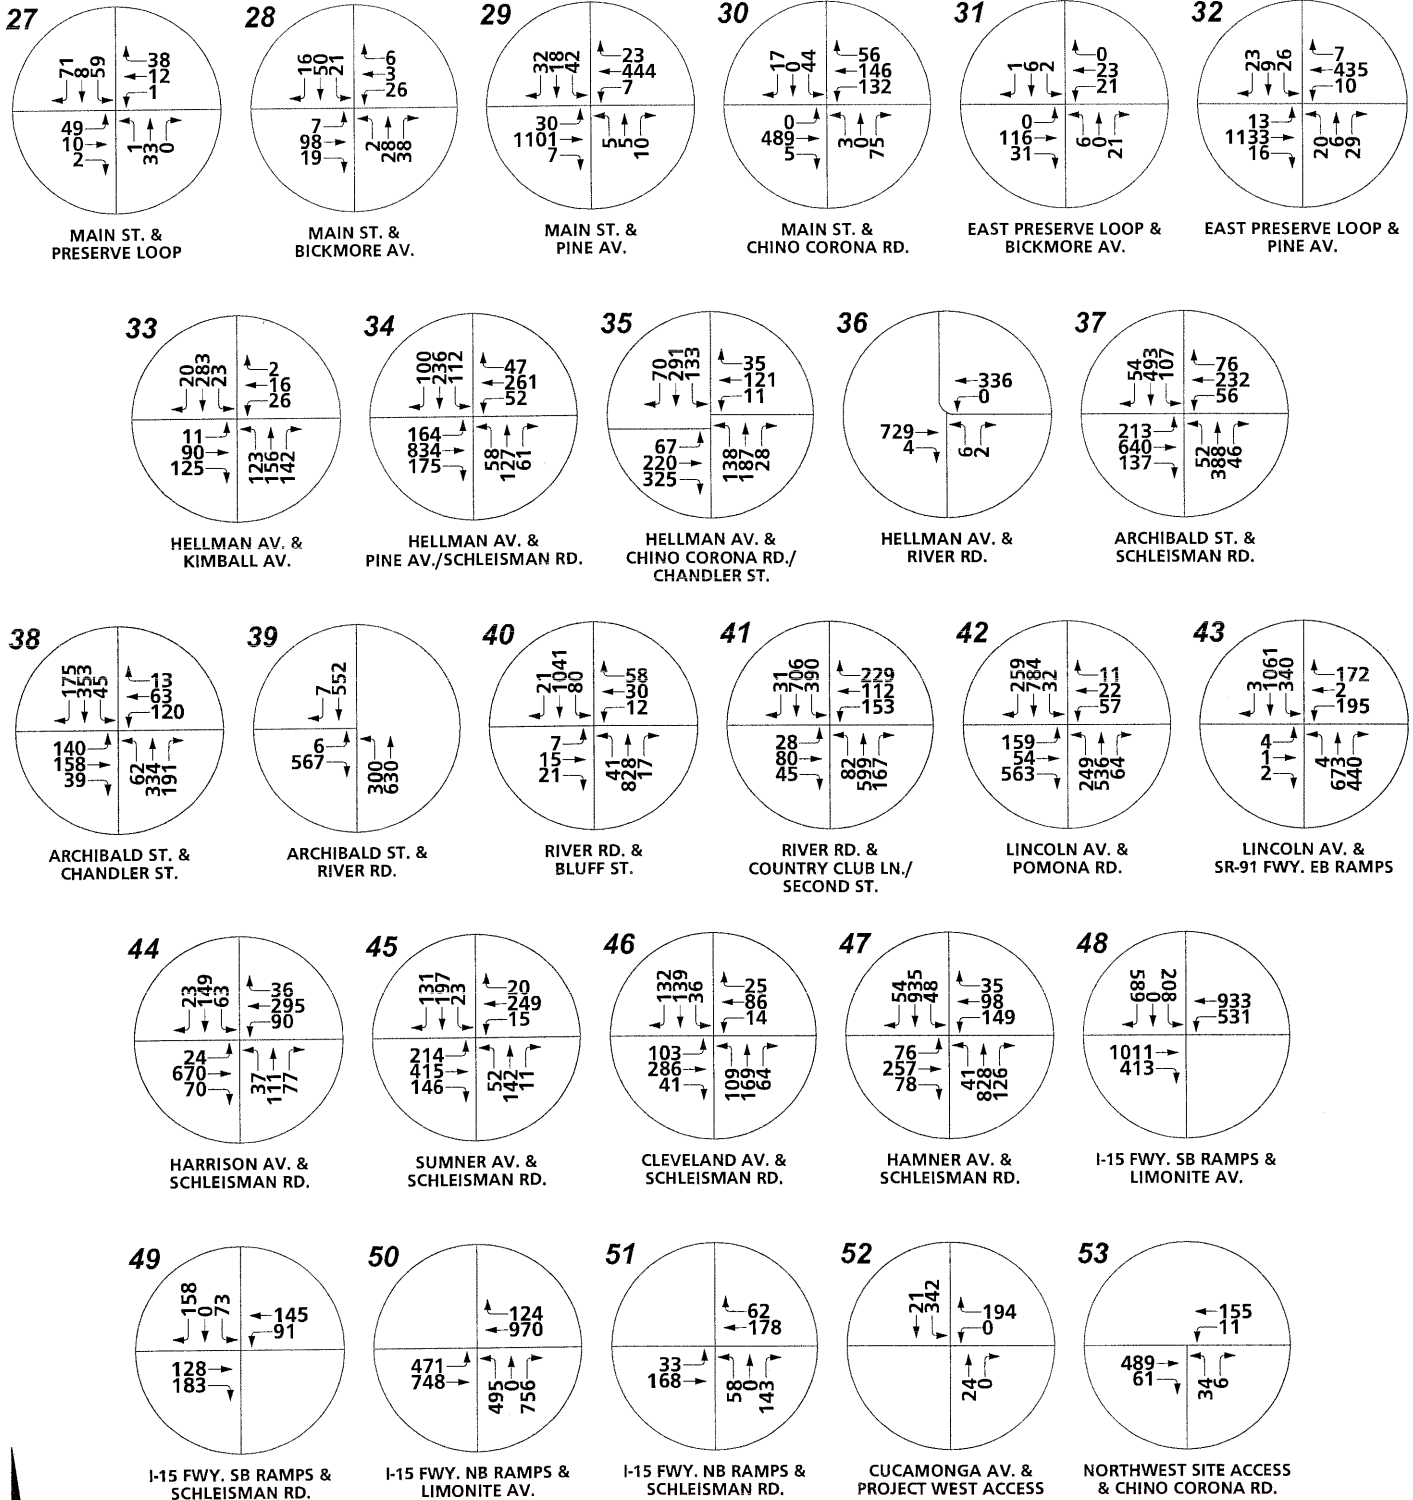 27
71 8 59
38
12
1
49
10
2
1 33 0
MAIN ST. &
PRESERVE LOOP
28
16 50 21
6
3
26
7
98
19
2 28 38
MAIN ST. &
BICKMORE AV.
29
32 18 42
23
444
7
30
1101
7
5 5 10
MAIN ST. &
PINE AV.
30
17 0 44
56
146
132
0
489
5
3 0 75
MAIN ST. &
CHINO CORONA RD.
31
1 6 2
0
23
21
0
116
31
6 0 21
EAST PRESERVE LOOP &
BICKMORE AV.
32
23 9 26
7
435
10
13
1133
16
20 6 29
EAST PRESERVE LOOP &
PINE AV.
33
20 283 23
2
16
26
11
90
125
123 156 142
HELLMAN AV. &
KIMBALL AV.
34
100 236 112
47
261
52
164
834
175
58 127 61
HELLMAN AV. &
PINE AV./SCHLEISMAN RD.
35
70 291 133
35
121
11
67
220
325
138 187 28
HELLMAN AV. &
CHINO CORONA RD./
CHANDLER ST.
36
336
0
729
4
6 2
HELLMAN AV. &
RIVER RD.
37
54 493 107
76
232
56
213
640
137
52 388 46
ARCHIBALD ST. &
SCHLEISMAN RD.
38
175 353 45
13
63
120
140
158
39
62 334 191
ARCHIBALD ST. &
CHANDLER ST.
39
7 552
6
567
300 630
ARCHIBALD ST. &
RIVER RD.
40
21 1041 80
58
30
12
7
15
21
41 828 17
RIVER RD. &
BLUFF ST.
41
31 706 390
229
112
153
28
80
45
82 599 167
RIVER RD. &
COUNTRY CLUB LN./
SECOND ST.
42
259 784 32
11
22
57
159
54
563
249 536 64
LINCOLN AV. &
POMONA RD.
43
3 1061 340
172
2
195
4
1
2
4 673 440
LINCOLN AV. &
SR-91 FWY. EB RAMPS
44
23 149 63
36
295
90
24
670
70
37 111 77
HARRISON AV. &
SCHLEISMAN RD.
45
131 197 23
20
249
15
214
415
146
52 142 11
SUMNER AV. &
SCHLEISMAN RD.
46
132 139 36
25
86
14
103
286
41
109 169 64
CLEVELAND AV. &
SCHLEISMAN RD.
47
54 935 48
35
98
149
76
257
78
41 828 126
HAMNER AV. &
SCHLEISMAN RD.
48
589 0 208
933
531
1011
413
I-15 FWY. SB RAMPS &
LIMONITE AV.
49
158 0 73
145
91
128
183
I-15 FWY. SB RAMPS &
SCHLEISMAN RD.
50
124
970
471
748
495 0 756
I-15 FWY. NB RAMPS &
LIMONITE AV.
51
62
178
33
168
58 0 143
I-15 FWY. NB RAMPS &
SCHLEISMAN RD.
52
21 342
194
0
24 0
CUCAMONGA AV. &
PROJECT WEST ACCESS
53
155
11
489
61
34 6
NORTHWEST SITE ACCESS
& CHINO CORONA RD.